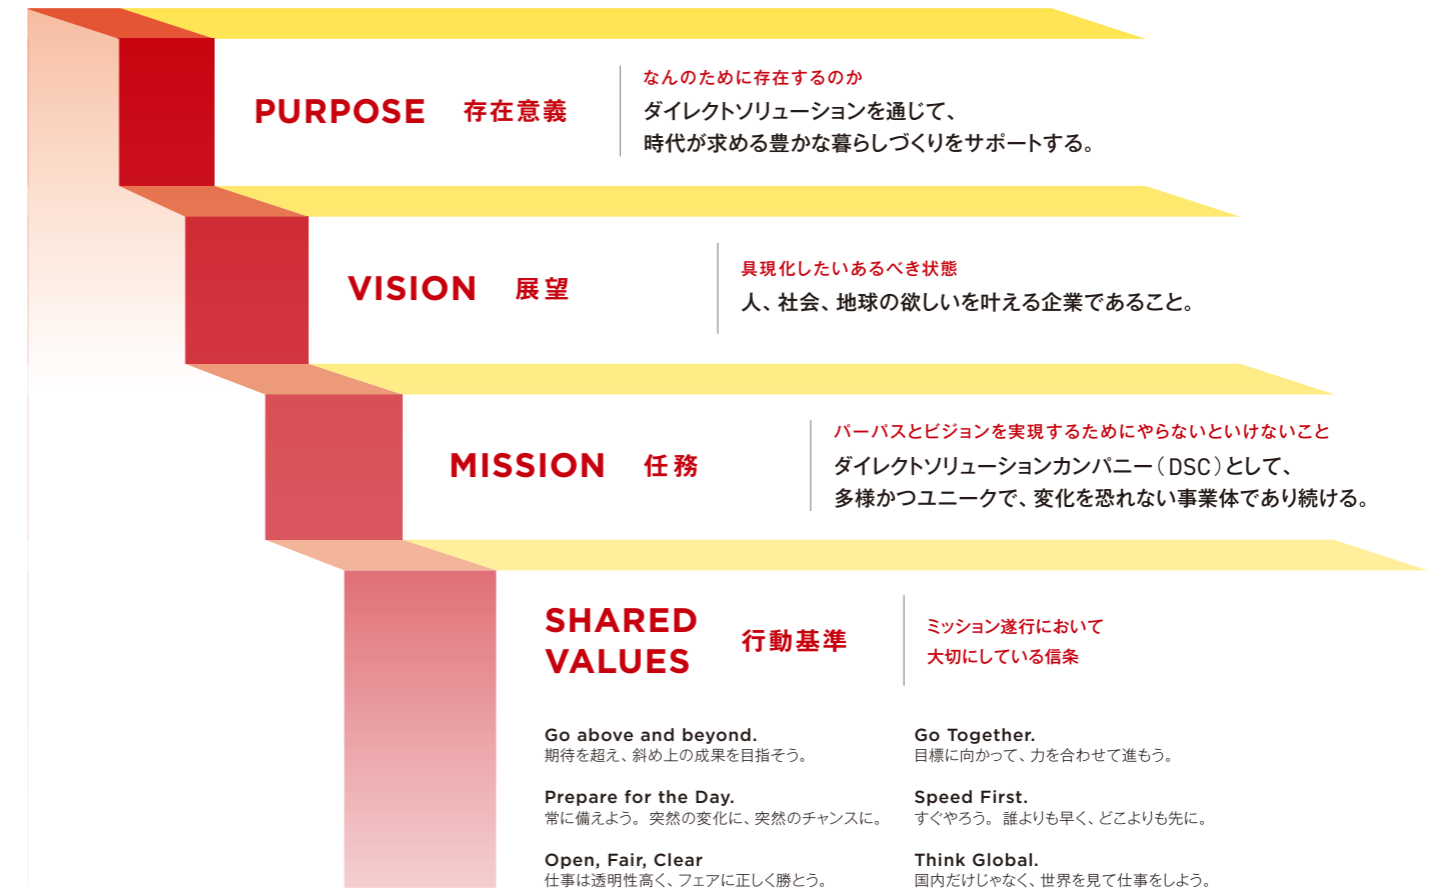 PURPOSE 存在意義
なんのために存在するのか
ダイレクトソリューションを通じて、
時代が求める豊かな暮らしづくりをサポートする。
VISION 展望
具現化したいあるべき状態
人、社会、地球の欲しいを叶える企業であること。
MISSION 任務
パーパスとビジョンを実現するためにやらないといけないこと
ダイレクトソリューションカンパニー(DSC)として、
多様かつユニークで、変化を恐れない事業体であり続ける。
SHARED
VALUES
行動基準
ミッション遂行において
大切にしている信条
Go above and beyond.
期待を超え、斜め上の成果を目指そう。
Go Together.
目標に向かって、力を合わせて進もう。
Prepare for the Day.
常に備えよう。突然の変化に、突然のチャンスに。
Speed First.
すぐやろう。誰よりも早く、どこよりも先に。
Open, Fair, Clear
仕事は透明性高く、フェアに正しく勝とう。
Think Global.
国内だけじゃなく、世界を見て仕事をしよう。